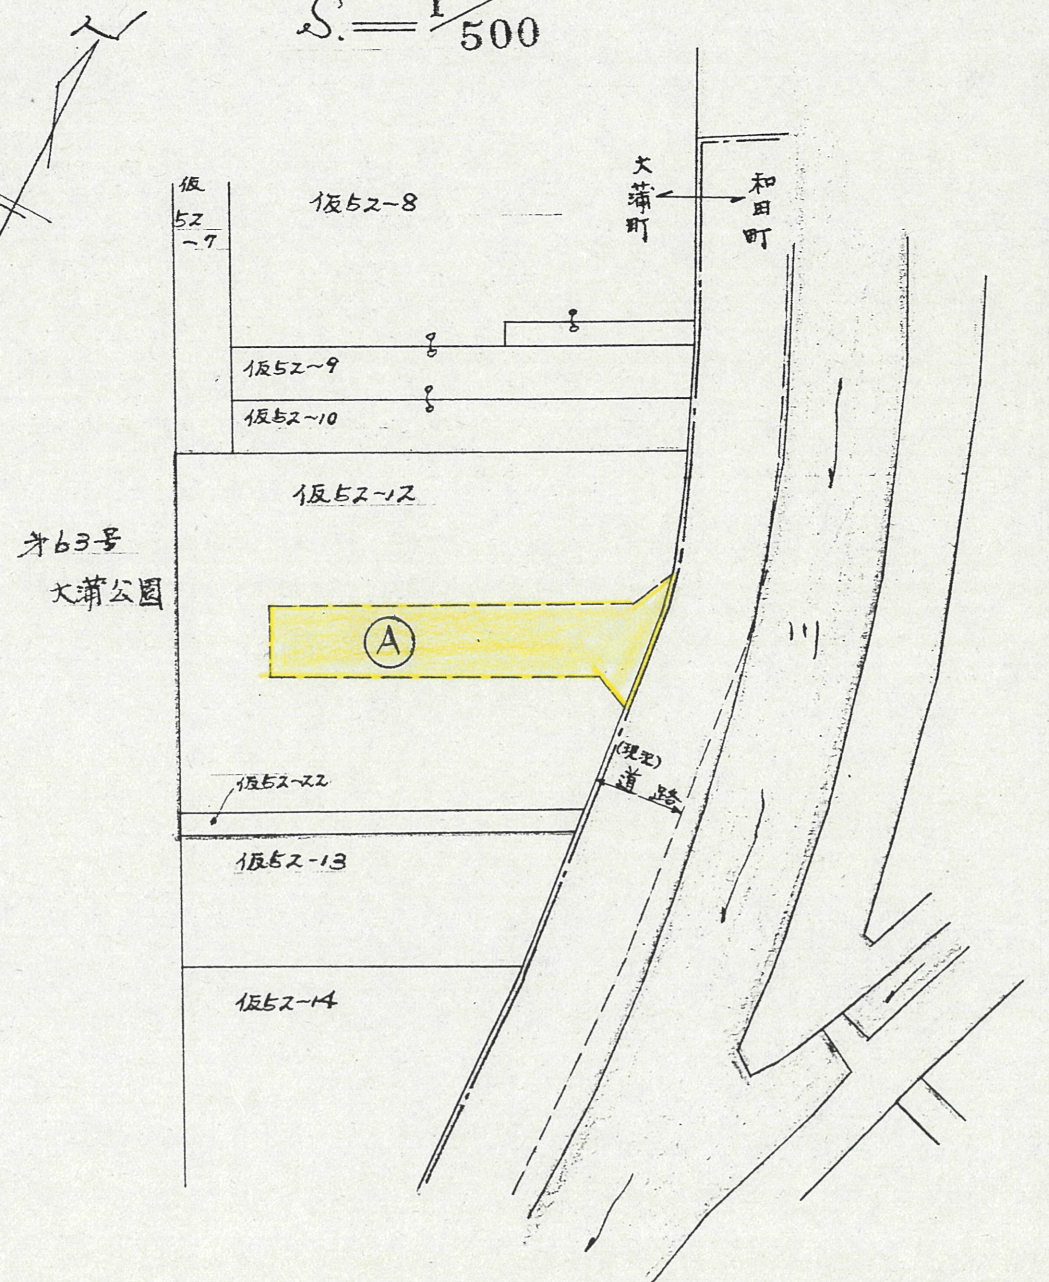 S.=1/500
仮
52
~7
仮52~8
大蒲町
和田町
仮52~9
仮52~10
仮52~12
第63号
大蒲公園
A
川
(現況)
道路
仮52~22
仮52-13
仮52~14